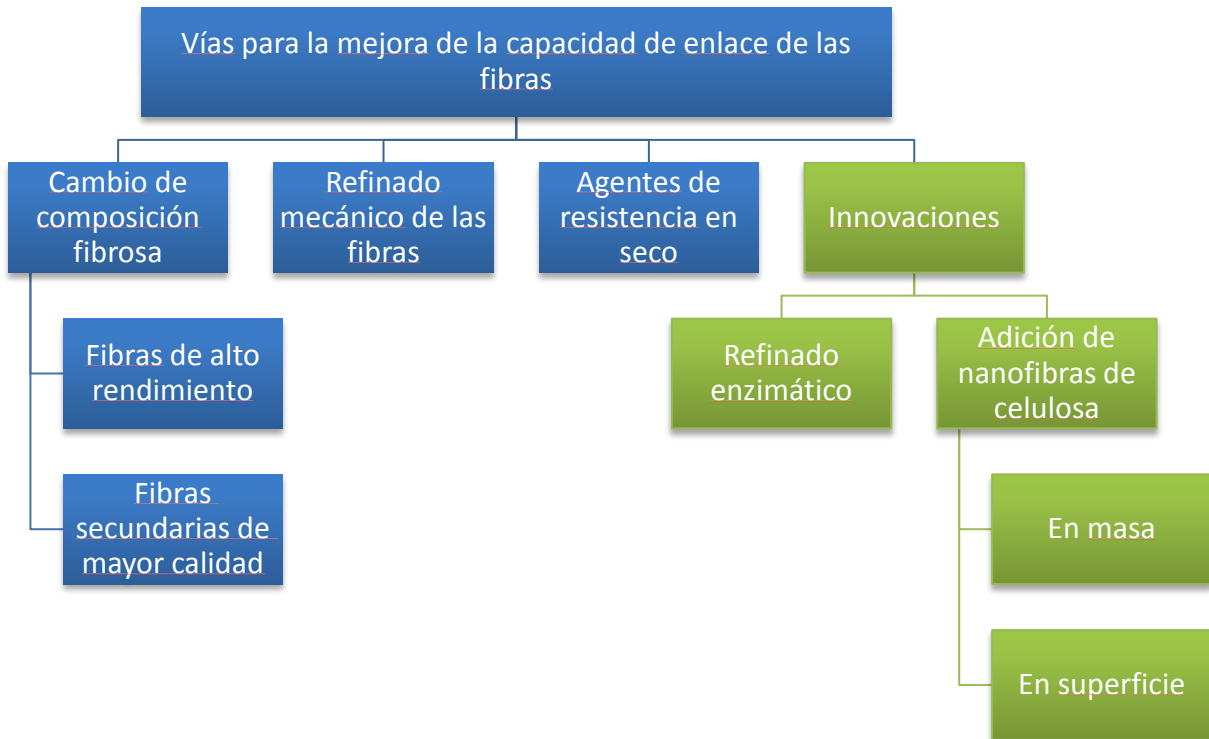 Vías para la mejora de la capacidad de enlace de las
fibras
Cambio de
composición
fibrosa
Refinado
mecánico de las
fibras
Agentes de
resistencia en
seco
Innovaciones
Fibras de alto
rendimiento
Fibras
secundarias de
mayor calidad
Refinado
enzimático
Adición de
nanofibras de
celulosa
En masa
En superficie